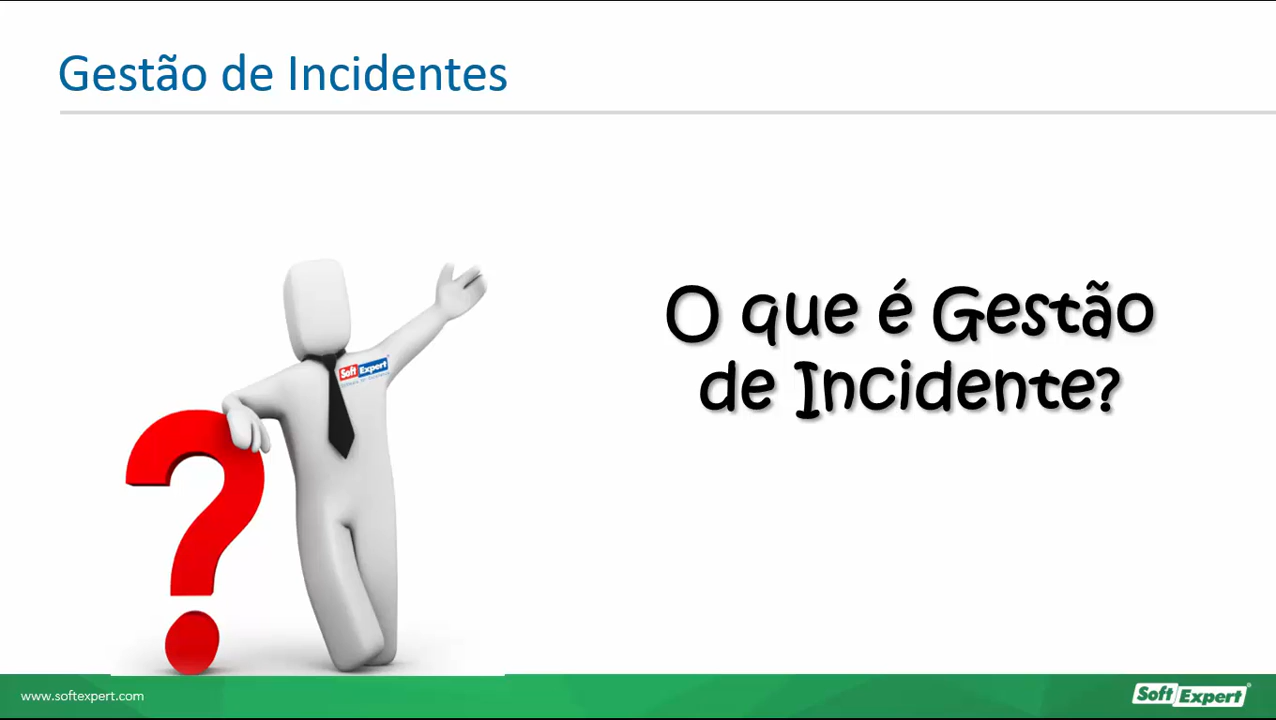 Gestão de Incidentes
O que é Gestão
de Incidente?
Soft Expert
www.softexpert.com
Soft Expert®